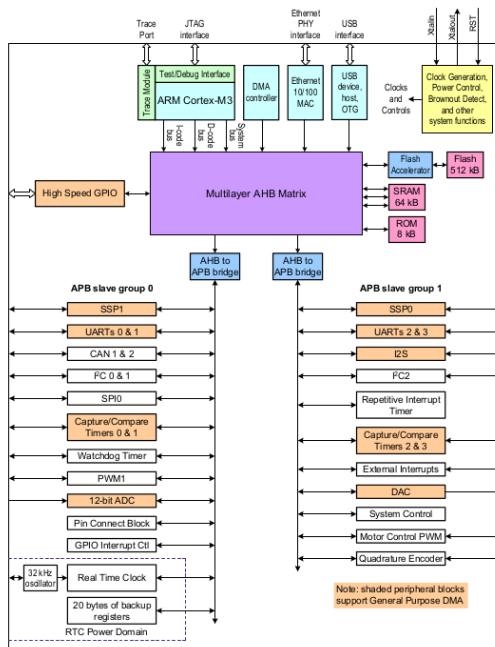 Trace
Port
JTAG
interface
Ethernet
PHY
interface
USB
interface
Xtalin
Xtalout
RST
Trace Module
Test/Debug Interface
ARM Cortex-M3
DMA
controller
Ethernet
10/100
MAC
USB
device,
host,
OTG
Clocks
and
Controls
Clock Generation,
Power Control,
Brownout Detect,
and other
system functions
I-code
bus
D-code
bus
System
bus
High Speed GPIO
Multilayer AHB Matrix
Flash
Accelerator
Flash
512 kB
SRAM
64 kB
ROM
8 kB
AHB to
APB bridge
AHB to
APB bridge
APB slave group 0
SSP1
UARTs 0 & 1
CAN 1 & 2
I²C 0 & 1
SPI0
Capture/Compare
Timers 0 & 1
Watchdog Timer
PWM1
12-bit ADC
Pin Connect Block
GPIO Interrupt Ctl
32 kHz
oscillator
Real Time Clock
20 bytes of backup
registers
RTC Power Domain
APB slave group 1
SSP0
UARTs 2 & 3
I2S
I²C2
Repetitive Interrupt
Timer
Capture/Compare
Timers 2 & 3
External Interrupts
DAC
System Control
Motor Control PWM
Quadrature Encoder
Note: shaded peripheral blocks
support General Purpose DMA